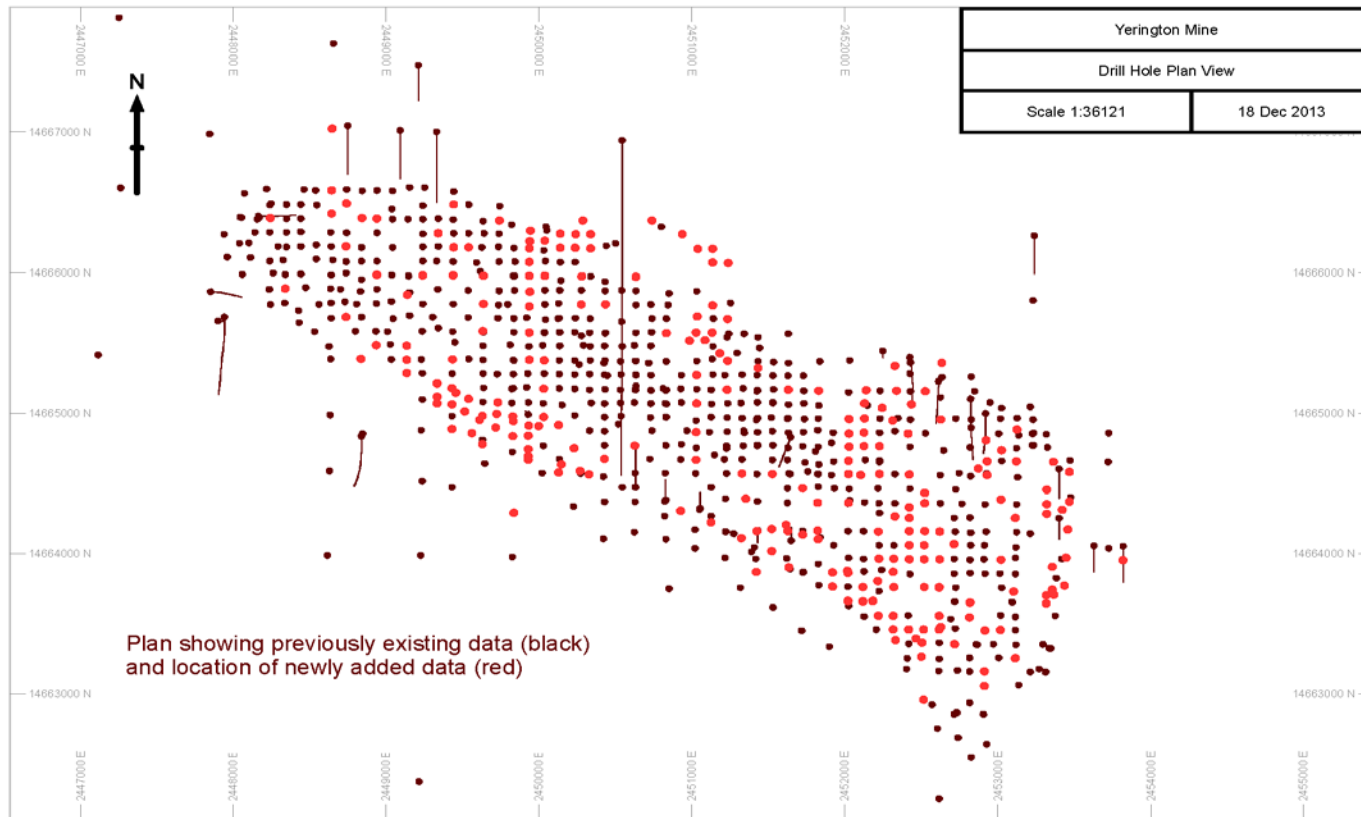 2447000 E
2448000 E
2449000 E
2450000 E
2451000 E
2452000 E
Yerington Mine
Drill Hole Plan View
Scale 1:36121
18 Dec 2013
N
14667000 N
14666000 N
14666000 N
14665000 N
14665000 N
14664000 N
14664000 N
Plan showing previously existing data (black)
and location of newly added data (red)
14663000 N
14663000 N
2447000 E
2448000 E
2449000 E
2450000 E
2451000 E
2452000 E
2453000 E
2454000 E
2455000 E